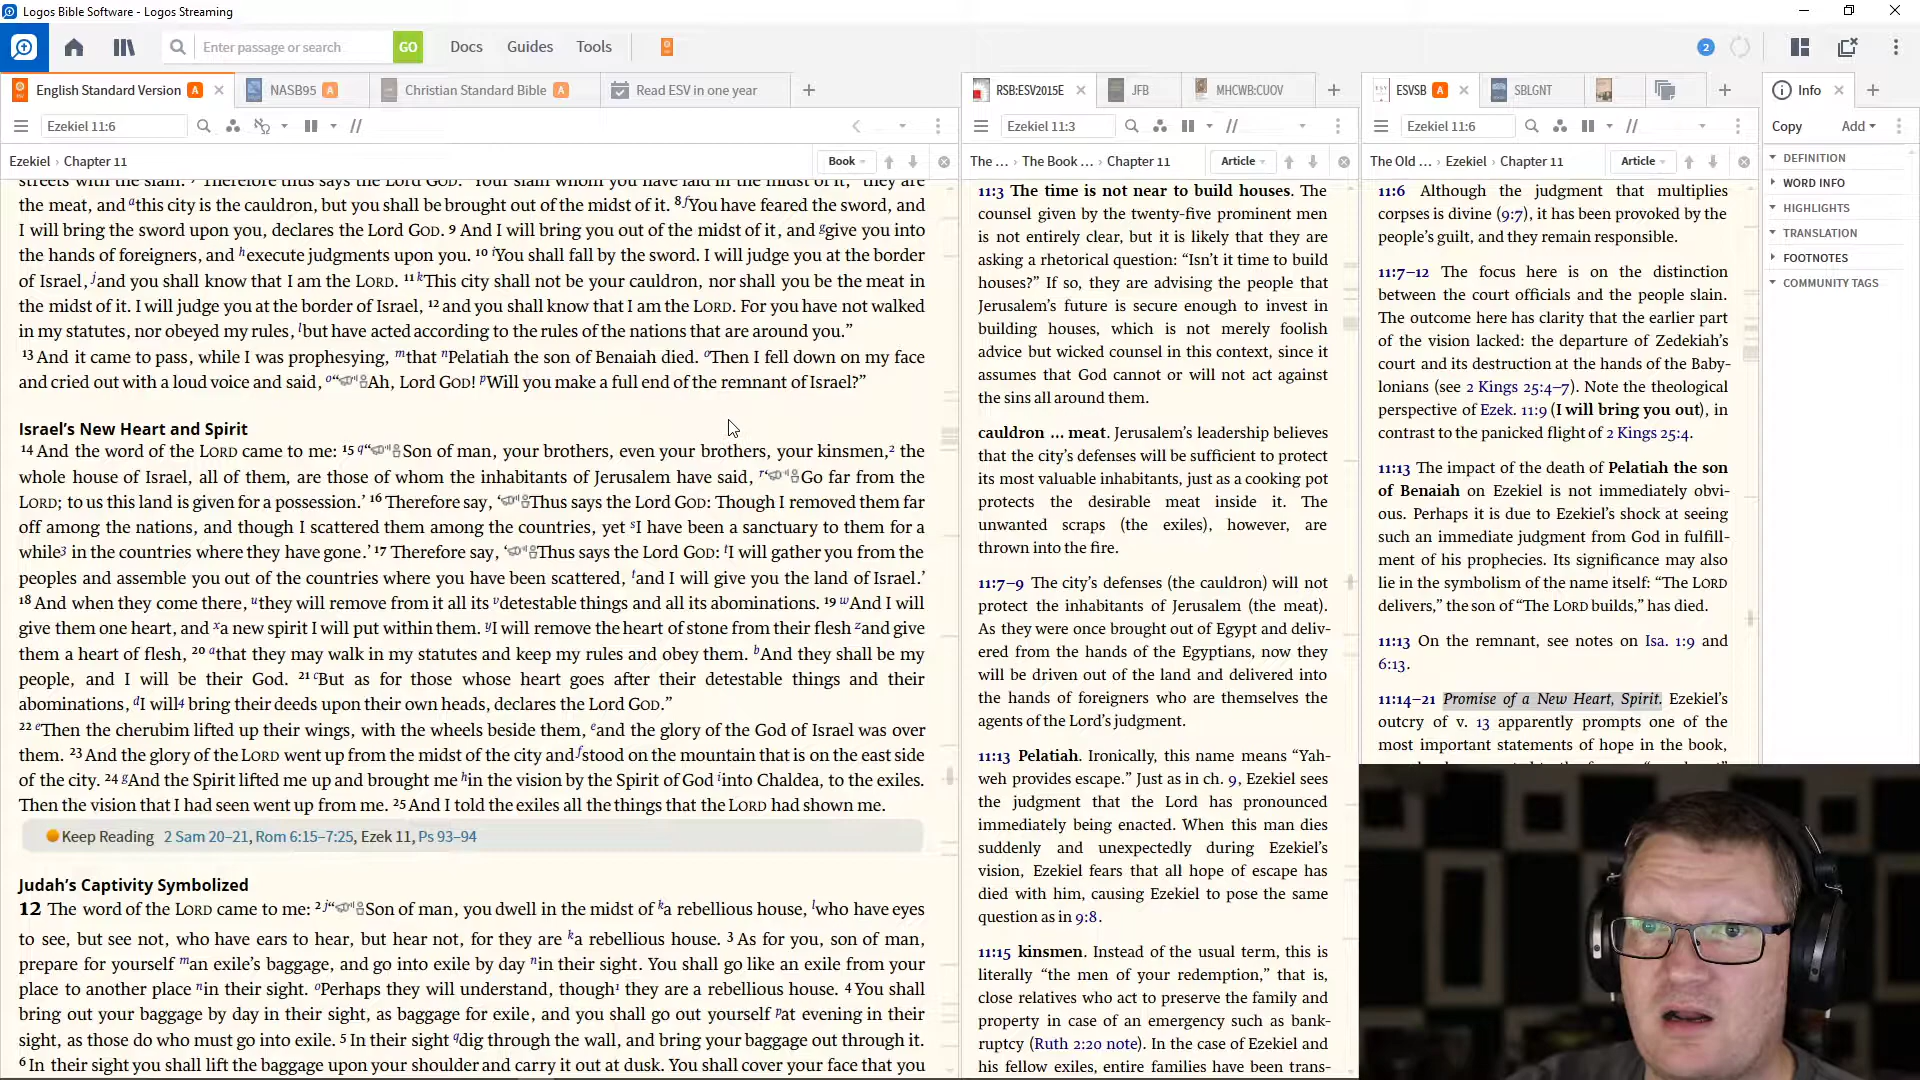 Logos Bible Software - Logos Streaming
Enter passage or search GO Docs Guides Tools 2
English Standard Version A NASB95 A Christian Standard Bible A Read ESV in one year
Ezekiel 11:6
Ezekiel › Chapter 11 Book
the meat, and ᵃthis city is the cauldron, but you shall be brought out of the midst of it. ⁸ ᶠYou have feared the sword, and
I will bring the sword upon you, declares the Lord GOD. ⁹ And I will bring you out of the midst of it, and ᵍgive you into
the hands of foreigners, and ʰexecute judgments upon you. ¹⁰ ⁱYou shall fall by the sword. I will judge you at the border
of Israel, ʲand you shall know that I am the LORD. ¹¹ ᵏThis city shall not be your cauldron, nor shall you be the meat in
the midst of it. I will judge you at the border of Israel, ¹² and you shall know that I am the LORD. For you have not walked
in my statutes, nor obeyed my rules, ˡbut have acted according to the rules of the nations that are around you.”
¹³ And it came to pass, while I was prophesying, ᵐthat ⁿPelatiah the son of Benaiah died. ᵒThen I fell down on my face
and cried out with a loud voice and said, ᵒ“Ah, Lord GOD! ᵖWill you make a full end of the remnant of Israel?”
Israel’s New Heart and Spirit
¹⁴ And the word of the LORD came to me: ¹⁵ q“Son of man, your brothers, even your brothers, your kinsmen,² the
whole house of Israel, all of them, are those of whom the inhabitants of Jerusalem have said, ʳ‘Go far from the
LORD; to us this land is given for a possession.’ ¹⁶ Therefore say, ‘Thus says the Lord GOD: Though I removed them far
off among the nations, and though I scattered them among the countries, yet ˢI have been a sanctuary to them for a
while³ in the countries where they have gone.’ ¹⁷ Therefore say, ‘Thus says the Lord GOD: ᵗI will gather you from the
peoples and assemble you out of the countries where you have been scattered, ᵗand I will give you the land of Israel.’
¹⁸ And when they come there, ᵘthey will remove from it all its ᵛdetestable things and all its abominations. ¹⁹ ʷAnd I will
give them one heart, and ˣa new spirit I will put within them. ʸI will remove the heart of stone from their flesh ᶻand give
them a heart of flesh, ²⁰ ᵃthat they may walk in my statutes and keep my rules and obey them. ᵇAnd they shall be my
people, and I will be their God. ²¹ ᶜBut as for those whose heart goes after their detestable things and their
abominations, ᵈI will⁴ bring their deeds upon their own heads, declares the Lord GOD.”
²² ᵉThen the cherubim lifted up their wings, with the wheels beside them, ᵉand the glory of the God of Israel was over
them. ²³ And the glory of the LORD went up from the midst of the city and ᶠstood on the mountain that is on the east side
of the city. ²⁴ ᵍAnd the Spirit lifted me up and brought me ʰin the vision by the Spirit of God ⁱinto Chaldea, to the exiles.
Then the vision that I had seen went up from me. ²⁵ And I told the exiles all the things that the LORD had shown me.
Keep Reading 2 Sam 20–21, Rom 6:15–7:25, Ezek 11, Ps 93–94
Judah’s Captivity Symbolized
12 The word of the LORD came to me: ² ʲ“Son of man, you dwell in the midst of ᵏa rebellious house, ˡwho have eyes
to see, but see not, who have ears to hear, but hear not, for they are ᵏa rebellious house. ³ As for you, son of man,
prepare for yourself ᵐan exile’s baggage, and go into exile by day ⁿin their sight. You shall go like an exile from your
place to another place ⁿin their sight. ᵒPerhaps they will understand, though¹ they are a rebellious house. ⁴ You shall
bring out your baggage by day in their sight, as baggage for exile, and you shall go out yourself ᵖat evening in their
sight, as those do who must go into exile. ⁵ In their sight qdig through the wall, and bring your baggage out through it.
⁶ In their sight you shall lift the baggage upon your shoulder and carry it out at dusk. You shall cover your face that you
RSB:ESV2015E JFB MHCWB:CUOV
Ezekiel 11:3
The ... › The Book ... › Chapter 11 Article
11:3 The time is not near to build houses. The
counsel given by the twenty-five prominent men
is not entirely clear, but it is likely that they are
asking a rhetorical question: “Isn’t it time to build
houses?” If so, they are advising the people that
Jerusalem’s future is secure enough to invest in
building houses, which is not merely foolish
advice but wicked counsel in this context, since it
assumes that God cannot or will not act against
the sins all around them.
cauldron ... meat. Jerusalem’s leadership believes
that the city’s defenses will be sufficient to protect
its most valuable inhabitants, just as a cooking pot
protects the desirable meat inside it. The
unwanted scraps (the exiles), however, are
thrown into the fire.
11:7–9 The city’s defenses (the cauldron) will not
protect the inhabitants of Jerusalem (the meat).
As they were once brought out of Egypt and deliv-
ered from the hands of the Egyptians, now they
will be driven out of the land and delivered into
the hands of foreigners who are themselves the
agents of the Lord’s judgment.
11:13 Pelatiah. Ironically, this name means “Yah-
weh provides escape.” Just as in ch. 9, Ezekiel sees
the judgment that the Lord has pronounced
immediately being enacted. When this man dies
suddenly and unexpectedly during Ezekiel’s
vision, Ezekiel fears that all hope of escape has
died with him, causing Ezekiel to pose the same
question as in 9:8.
11:15 kinsmen. Instead of the usual term, this is
literally “the men of your redemption,” that is,
close relatives who act to preserve the family and
property in case of an emergency such as bank-
ruptcy (Ruth 2:20 note). In the case of Ezekiel and
his fellow exiles, entire families have been trans-
ESVSB A SBLGNT
Ezekiel 11:6
The Old ... › Ezekiel › Chapter 11 Article
11:6 Although the judgment that multiplies
corpses is divine (9:7), it has been provoked by the
people’s guilt, and they remain responsible.
11:7–12 The focus here is on the distinction
between the court officials and the people slain.
The outcome here has clarity that the earlier part
of the vision lacked: the departure of Zedekiah’s
court and its destruction at the hands of the Baby-
lonians (see 2 Kings 25:4–7). Note the theological
perspective of Ezek. 11:9 (I will bring you out), in
contrast to the panicked flight of 2 Kings 25:4.
11:13 The impact of the death of Pelatiah the son
of Benaiah on Ezekiel is not immediately obvi-
ous. Perhaps it is due to Ezekiel’s shock at seeing
such an immediate judgment from God in fulfill-
ment of his prophecies. Its significance may also
lie in the symbolism of the name itself: “The LORD
delivers,” the son of “The LORD builds,” has died.
11:13 On the remnant, see notes on Isa. 1:9 and
6:13.
11:14–21 Promise of a New Heart, Spirit. Ezekiel’s
outcry of v. 13 apparently prompts one of the
most important statements of hope in the book,
Info
Copy Add
DEFINITION
WORD INFO
HIGHLIGHTS
TRANSLATION
FOOTNOTES
COMMUNITY TAGS